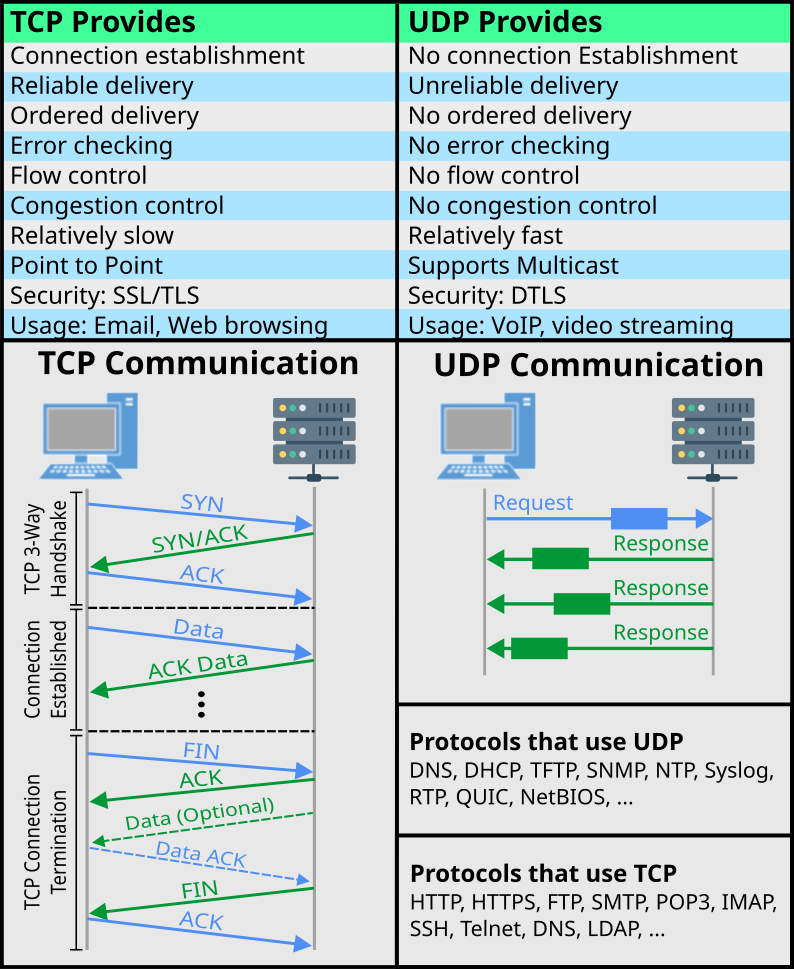 TCP Provides
Connection establishment
Reliable delivery
Ordered delivery
Error checking
Flow control
Congestion control
Relatively slow
Point to Point
Security: SSL/TLS
Usage: Email, Web browsing
UDP Provides
No connection Establishment
Unreliable delivery
No ordered delivery
No error checking
No flow control
No congestion control
Relatively fast
Supports Multicast
Security: DTLS
Usage: VoIP, video streaming
TCP Communication
TCP 3-Way
Handshake
SYN
SYN/ACK
ACK
Connection
Established
Data
ACK Data
TCP Connection
Termination
FIN
ACK
Data (Optional)
Data ACK
FIN
ACK
UDP Communication
Request
Response
Response
Response
Protocols that use UDP
DNS, DHCP, TFTP, SNMP, NTP, Syslog,
RTP, QUIC, NetBIOS, ...
Protocols that use TCP
HTTP, HTTPS, FTP, SMTP, POP3, IMAP,
SSH, Telnet, DNS, LDAP, ...